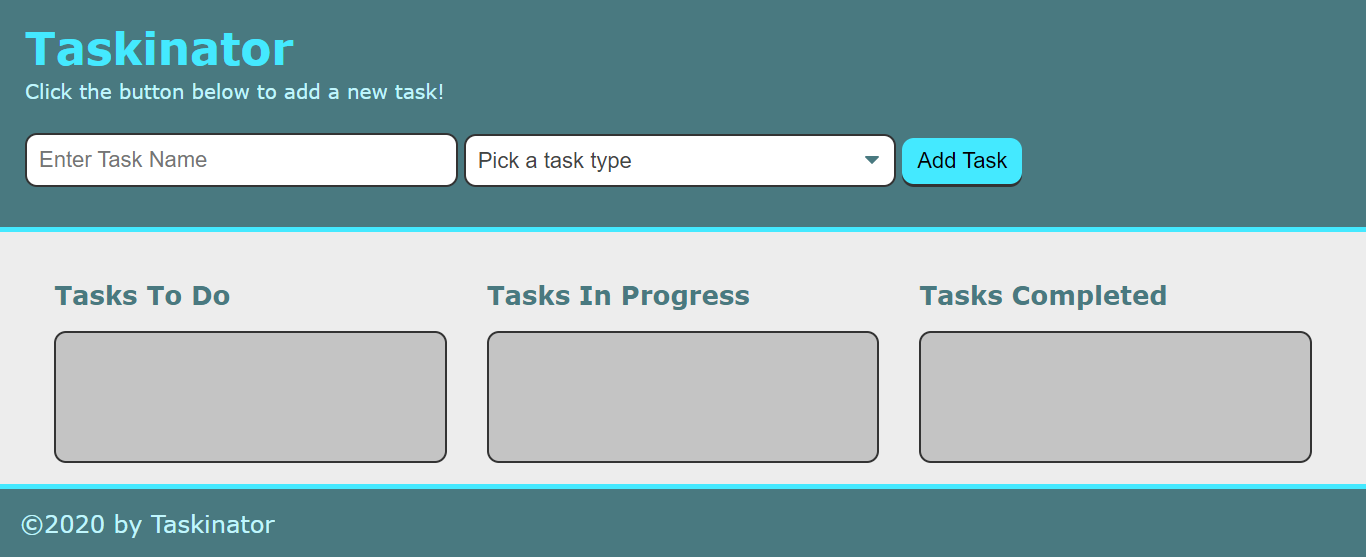 Taskinator
Click the button below to add a new task!
Enter Task Name
Pick a task type
Add Task
Tasks To Do
Tasks In Progress
Tasks Completed
©2020 by Taskinator